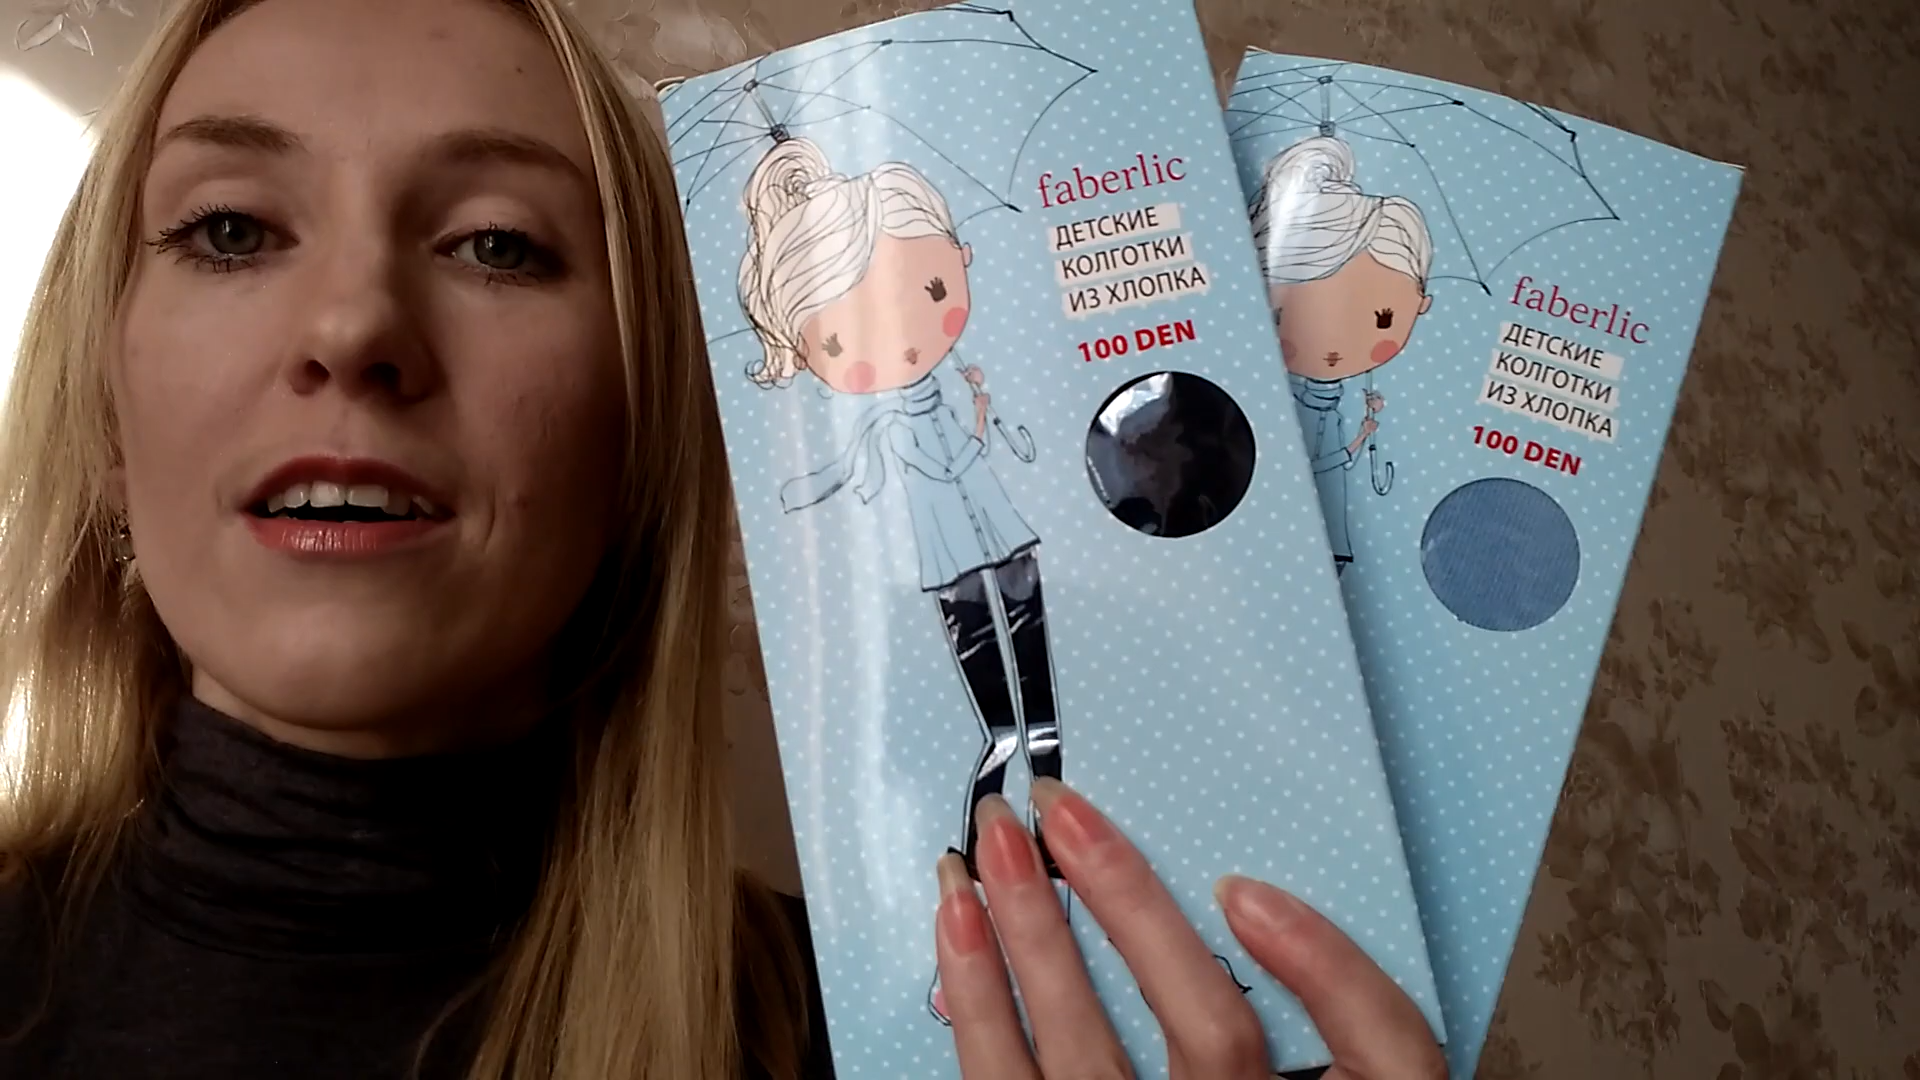 faberlic
ДЕТСКИЕ
КОЛГОТКИ
ИЗ ХЛОПКА
100 DEN
faberlic
ДЕТСКИЕ
КОЛГОТКИ
ИЗ ХЛОПКА
100 DEN